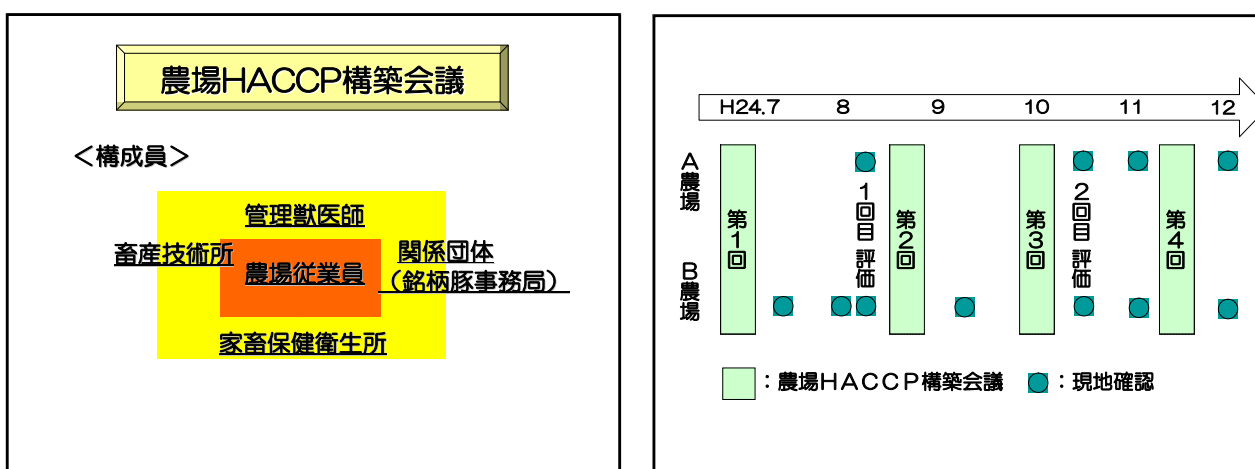 農場HACCP構築会議
＜構成員＞
管理獣医師
畜産技術所
農場従業員
関係団体
（銘柄豚事務局）
家畜保健衛生所
H24.7 8 9 10 11 12
A農場
B農場
第1回
1回目 評価
第2回
第3回
2回目 評価
第4回
：農場HACCP構築会議
：現地確認